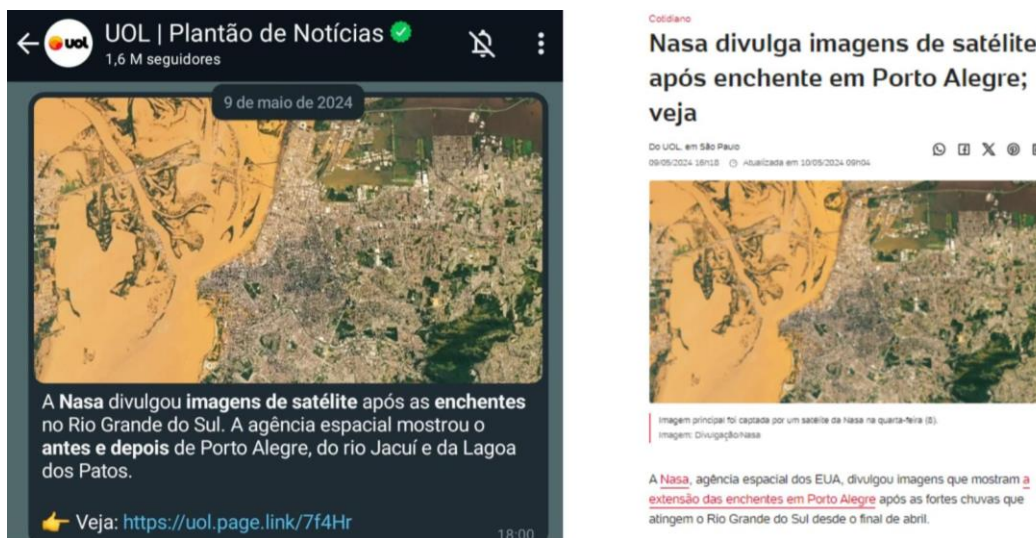 uol
UOL | Plantão de Notícias
1,6 M seguidores
9 de maio de 2024
A Nasa divulgou imagens de satélite após as enchentes
no Rio Grande do Sul. A agência espacial mostrou o
antes e depois de Porto Alegre, do rio Jacuí e da Lagoa
dos Patos.
👉 Veja: https://uol.page.link/7f4Hr
18:00
Cotidiano
Nasa divulga imagens de satélite
após enchente em Porto Alegre;
veja
Do UOL, em São Paulo
09/05/2024 16h18 Atualizada em 10/05/2024 09h04
Imagem principal foi captada por um satélite da Nasa na quarta-feira (8).
Imagem: Divulgação/Nasa
A Nasa, agência espacial dos EUA, divulgou imagens que mostram a
extensão das enchentes em Porto Alegre após as fortes chuvas que
atingem o Rio Grande do Sul desde o final de abril.